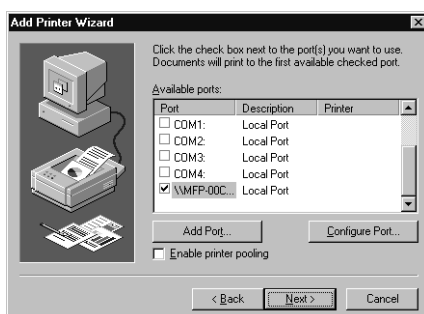 Add Printer Wizard
Click the check box next to the port(s) you want to use.
Documents will print to the first available checked port.
Available ports:
Port Description Printer
COM1: Local Port
COM2: Local Port
COM3: Local Port
COM4: Local Port
\\MFP-00C... Local Port
Add Port... Configure Port...
Enable printer pooling
< Back Next > Cancel